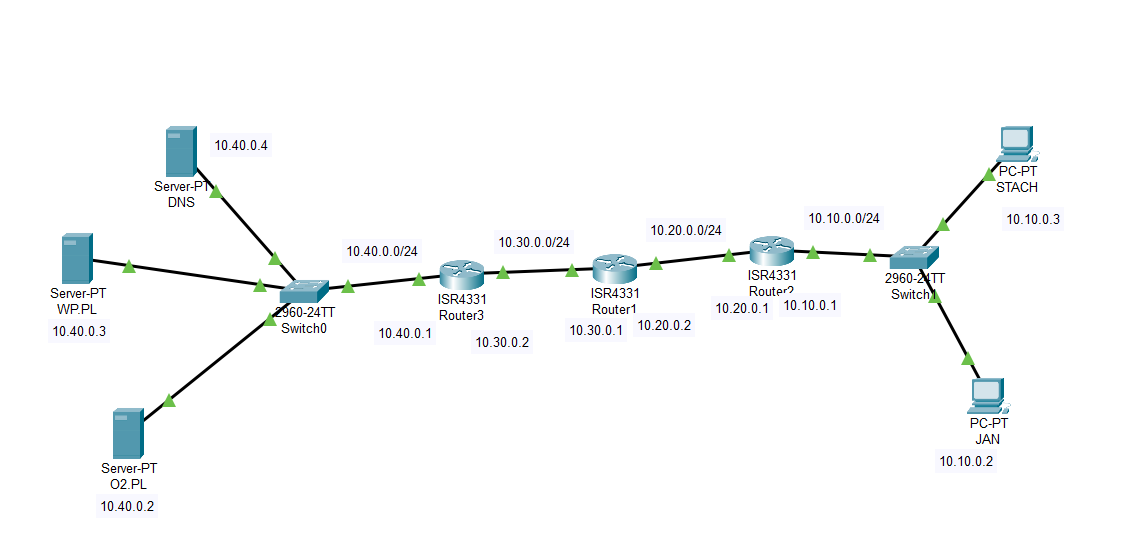 10.40.0.4
Server-PT
DNS
Server-PT
WP.PL
10.40.0.3
Server-PT
O2.PL
10.40.0.2
2960-24TT
Switch0
10.40.0.0/24
10.40.0.1
ISR4331
Router3
10.30.0.0/24
10.30.0.2
ISR4331
Router1
10.30.0.1
10.20.0.2
10.20.0.0/24
ISR4331
Router2
10.20.0.1
10.10.0.1
10.10.0.0/24
2960-24TT
Switch1
PC-PT
STACH
10.10.0.3
PC-PT
JAN
10.10.0.2